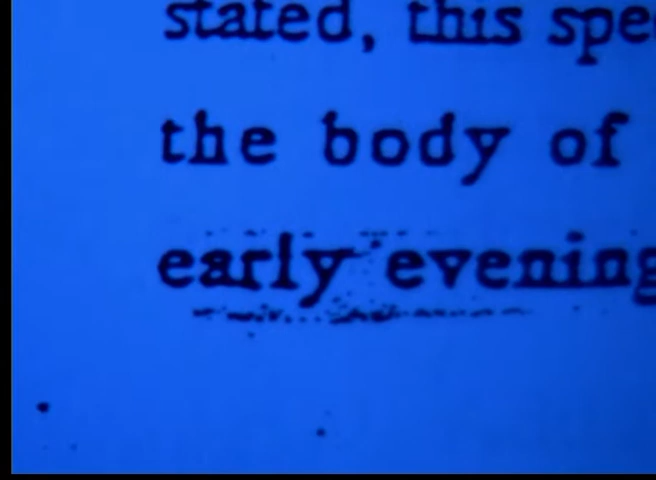 stated, this spe
the body of
early evening